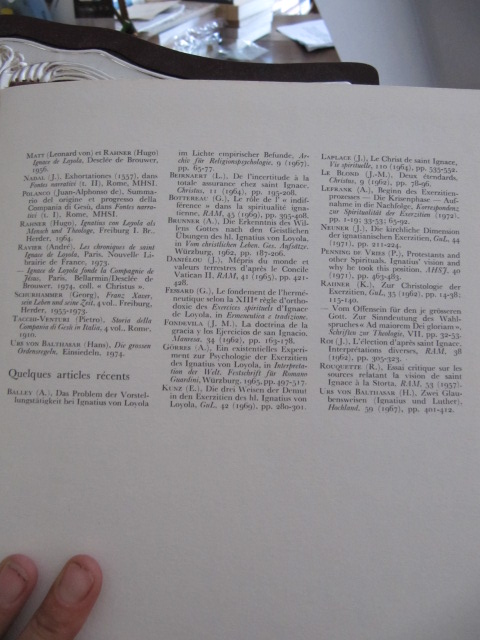 MATT (Leonard von) et RAHNER (Hugo)
Ignace de Loyola, Desclée de Brouwer,
1956.
NADAL (J.), Exhortationes (1557), dans
Fontes narrativi (t. II), Rome, MHSI.
POLANCO (Juan-Alphonso de), Summa-
rio del origine et progresso della
Compania di Gesù, dans Fontes narra-
tivi (t. I), Rome, MHSI.
RAHNER (Hugo), Ignatius von Loyola als
Mensch und Theologe, Freiburg I. Br.,
Herder, 1964.
RAVIER (André), Les chroniques de saint
Ignace de Loyola, Paris. Nouvelle Li-
brairie de France, 1973.
— Ignace de Loyola fonde la Compagnie de
Jésus. Paris. Bellarmin/Desclée de
Brouwer, 1974, coll. « Christus ».
SCHURHAMMER (Georg), Franz Xaver,
sein Leben und seine Zeit, 4 vol., Freiburg,
Herder, 1955-1973.
TACCHI-VENTURI (Pietro), Storia della
Compania di Gesù in Italia, 4 vol., Rome,
1910.
URS VON BALTHASAR (Hans), Die grossen
Ordensregeln, Einsiedeln, 1974.
Quelques articles récents
BALLEY (A.), Das Problem der Vorstel-
lungstätigkeit bei Ignatius von Loyola
im Lichte empirischer Befunde, Ar-
chiv für Religionspsychologie, 9 (1967),
pp. 65-77.
BEIRNAERT (L.), De l'incertitude à la
totale assurance chez saint Ignace,
Christus, 11 (1964), pp. 195-208.
BOTTEREAU (G.), Le rôle de l' « indif-
férence » dans la spiritualité igna-
tienne, RAM, 45 (1969), pp. 395-408.
BRUNNER (A.), Die Erkenntnis des Wil-
lens Gottes nach den Geistlichen
Übungen des hl. Ignatius von Loyola,
in Vom christlichen Leben, Ges. Aufsätze,
Würzburg, 1962, pp. 187-206.
DANIÉLOU (J.), Mépris du monde et
valeurs terrestres d'après le Concile
Vatican II, RAM, 41 (1965), pp. 421-
428.
FESSARD (G.), Le fondement de l'hermé-
neutique selon la XIIIe règle d'ortho-
doxie des Exercices spirituels d'Ignace
de Loyola, in Ermeneutica e tradizione.
FONDEVILA (J. M.), La doctrina de la
gracia y los Ejercicios de san Ignacio,
Manresa, 34 (1962), pp. 163-178.
GÖRRES (A.), Ein existentielles Experi-
ment zur Psychologie der Exerzitien
des Ignatius von Loyola, in Interpreta-
tion der Welt. Festschrift für Romano
Guardini, Würzburg, 1965, pp. 497-517.
KUNZ (E.), Die drei Weisen der Demut
in den Exerzitien des hl. Ignatius von
Loyola, GuL, 42 (1969), pp. 280-301.
LAPLACE (J.), Le Christ de saint Ignace,
Vie spirituelle, 110 (1964), pp. 535-558.
LE BLOND (J.-M.), Deux étendards,
Christus, 9 (1962), pp. 78-96.
LEFRANK (A.), Beginn des Exerzitien-
prozesses — Die Krisenphase — Auf-
nahme in die Nachfolge, Korrespondenz
zur Spiritualität der Exerzitien (1972),
pp. 1-19; 33-53; 65-92.
NEUNER (J.), Die kirchliche Dimension
der ignatianischen Exerzitien, GuL, 44
(1971), pp. 211-224.
PENNING DE VRIES (P.), Protestants and
other Spirituals. Ignatius' vision and
why he took this position, AHSJ, 40
(1971), pp. 463-483.
RAHNER (K.), Zur Christologie der
Exerzitien, GuL, 35 (1962), pp. 14-38;
115-140.
— Vom Offensein für den je grösseren
Gott. Zur Sinndeutung des Wahl-
spruches« Ad maiorem Dei gloriam»,
Schriften zur Theologie, VII, pp. 32-53.
ROI (J.), L'élection d'après saint Ignace.
Interprétations diverses, RAM, 38
(1962), pp. 305-323.
ROUQUETTE (R.), Essai critique sur les
sources relatant la vision de saint
Ignace à la Storta, RAM, 33 (1957).
URS VON BALTHASAR (H.), Zwei Glau-
bensweisen (Ignatius und Luther),
Hochland, 59 (1967), pp. 401-412.